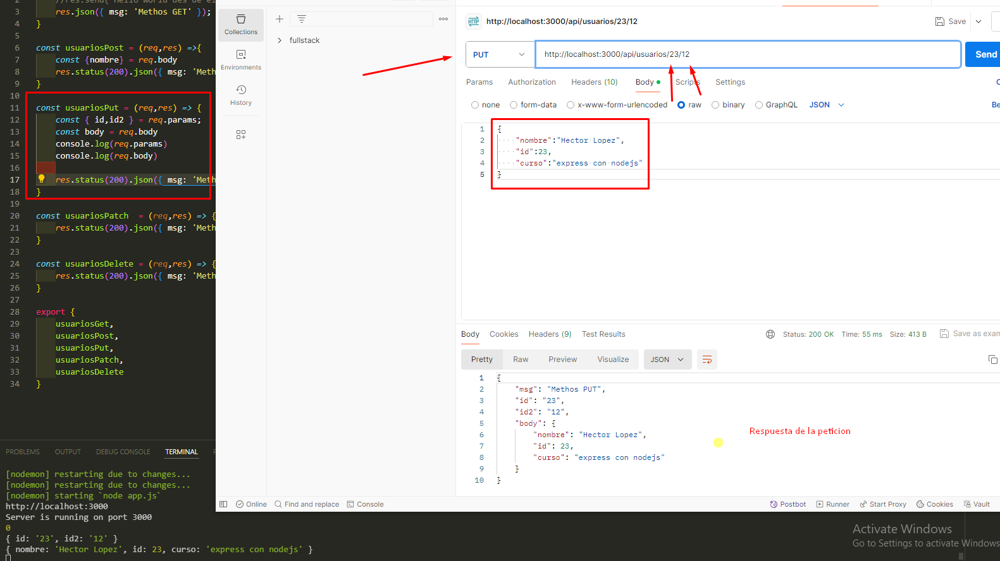 2 //res.send('Hello World des de el
3 res.json({ msg: 'Methos GET' });
4 }
5
6 const usuariosPost = (req,res) =>{
7 const {nombre} = req.body
8 res.status(200).json({ msg: 'Meth
9 }
10
11 const usuariosPut = (req,res) => {
12 const { id,id2 } = req.params;
13 const body = req.body
14 console.log(req.params)
15 console.log(req.body)
16
17 res.status(200).json({ msg: 'Meth
18 }
19
20 const usuariosPatch = (req,res) => {
21 res.status(200).json({ msg: 'Meth
22 }
23
24 const usuariosDelete = (req,res) => {
25 res.status(200).json({ msg: 'Meth
26 }
27
28 export {
29 usuariosGet,
30 usuariosPost,
31 usuariosPut,
32 usuariosPatch,
33 usuariosDelete
34 }
PROBLEMS OUTPUT DEBUG CONSOLE TERMINAL
[nodemon] restarting due to changes...
[nodemon] restarting due to changes...
[nodemon] starting `node app.js`
http://localhost:3000
Server is running on port 3000
0
{ id: '23', id2: '12' }
{ nombre: 'Hector Lopez', id: 23, curso: 'express con nodejs' }
Collections
Environments
History
fullstack
HTTP http://localhost:3000/api/usuarios/23/12 Save
PUT http://localhost:3000/api/usuarios/23/12 Send
Params Authorization Headers (10) Body Scripts Settings C
none form-data x-www-form-urlencoded raw binary GraphQL JSON Be
1 {
2 "nombre":"Hector Lopez",
3 "id":23,
4 "curso":"express con nodejs"
5 }
Body Cookies Headers (9) Test Results Status: 200 OK Time: 55 ms Size: 413 B Save as exam
Pretty Raw Preview Visualize JSON
1 {
2 "msg": "Methos PUT",
3 "id": "23",
4 "id2": "12",
5 "body": {
6 "nombre": "Hector Lopez",
7 "id": 23,
8 "curso": "express con nodejs"
9 }
10 }
Respuesta de la peticion
Online Find and replace Console Postbot Runner Start Proxy Cookies Vault
Activate Windows
Go to Settings to activate Windows